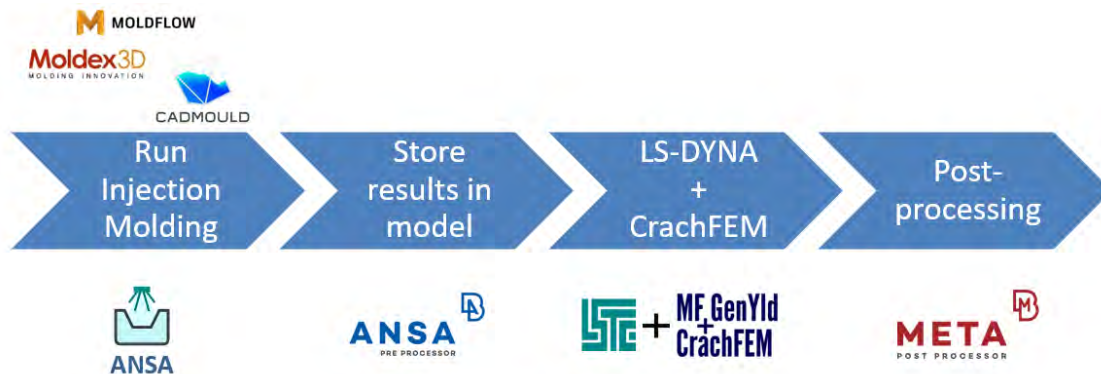 MOLDFLOW
Moldex3D
MOLDING INNOVATION
CADMOULD
Run
Injection
Molding
Store
results in
model
LS-DYNA
+
CrachFEM
Post-
processing
ANSA
ANSA
PRE PROCESSOR
LSTC
+
MF GenYld
+
CrachFEM
META
POST PROCESSOR